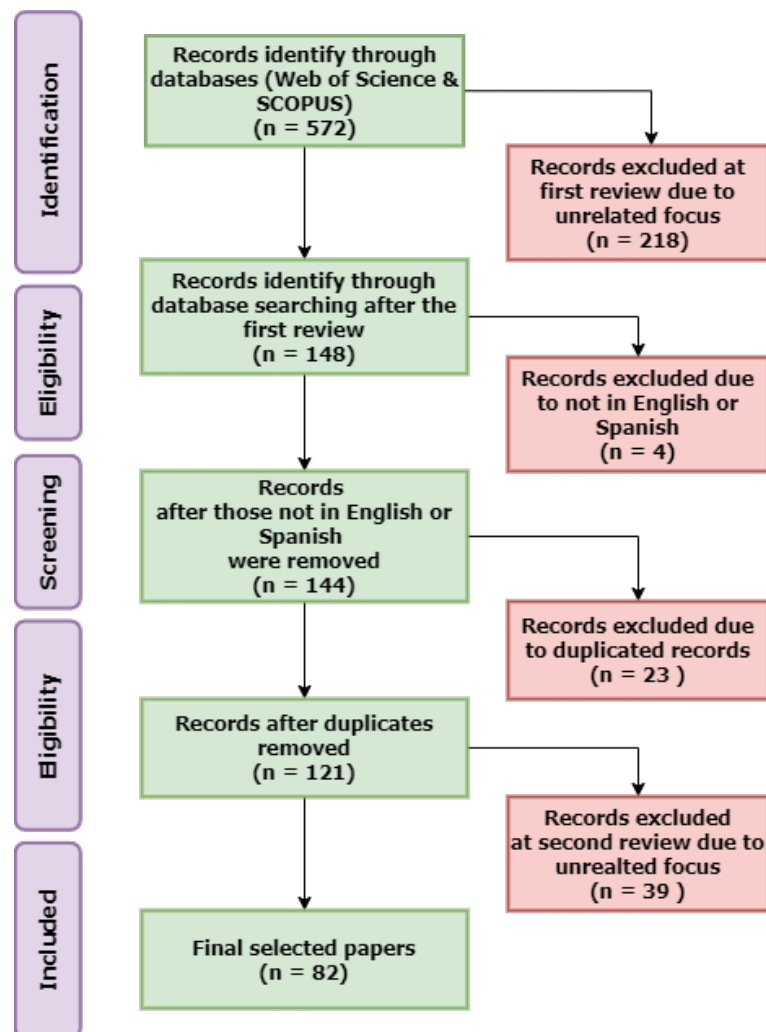 Identification
Records identify through
databases (Web of Science &
SCOPUS)
(n = 572)
Records excluded at
first review due to
unrelated focus
(n = 218)
Eligibility
Records identify through
database searching after the
first review
(n = 148)
Records excluded due
to not in English or
Spanish
(n = 4)
Screening
Records
after those not in English or
Spanish
were removed
(n = 144)
Records excluded due
to duplicated records
(n = 23 )
Eligibility
Records after duplicates
removed
(n = 121)
Records excluded
at second review due to
unrealted focus
(n = 39 )
Included
Final selected papers
(n = 82)